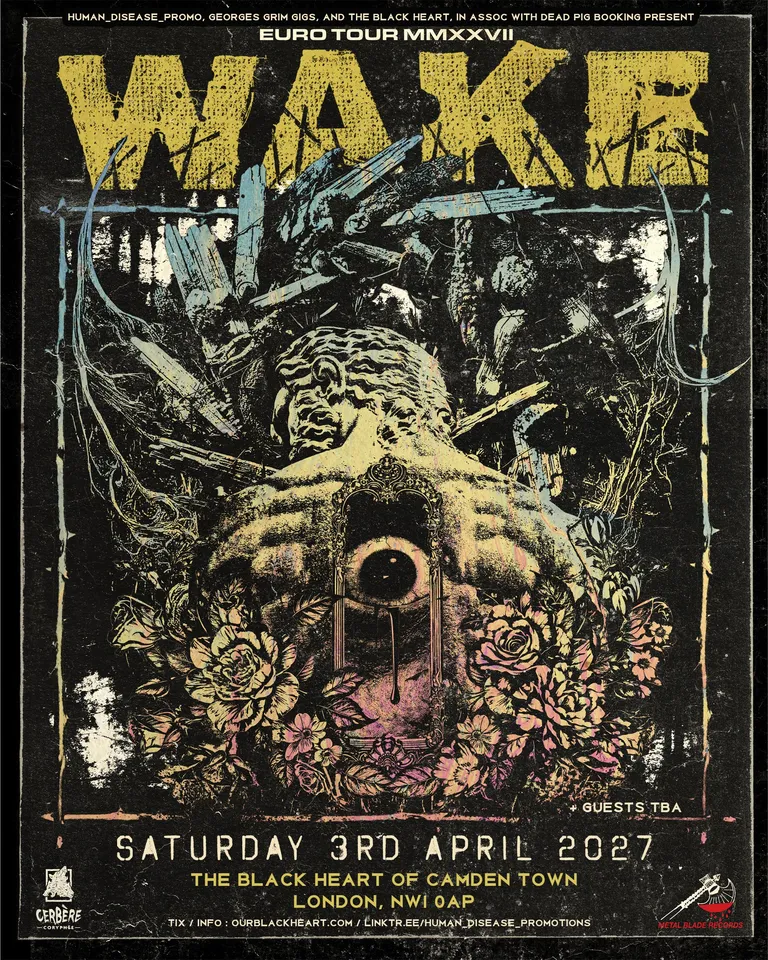 HUMAN_DISEASE_PROMO, GEORGES GRIM GIGS, AND THE BLACK HEART, IN ASSOC WITH DEAD PIG BOOKING PRESENT
EURO TOUR MMXXVII
WAKE
+ GUESTS TBA
SATURDAY 3RD APRIL 2027
THE BLACK HEART OF CAMDEN TOWN
LONDON, NW1 0AP
TIX / INFO : OURBLACKHEART.COM / LINKTR.EE/HUMAN_DISEASE_PROMOTIONS
CERBÈRE
CORYPHÉE
METAL BLADE RECORDS